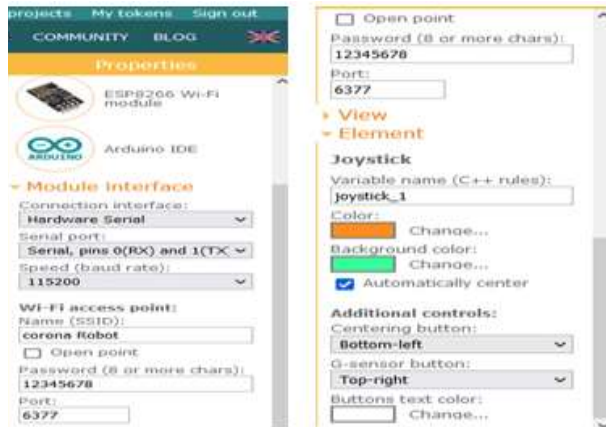 projects My tokens Sign out
COMMUNITY BLOG
Properties
ESP8266 Wi-Fi
module
ARDUINO
Arduino IDE
Module Interface
Connection interface:
Hardware Serial
Serial port:
Serial, pins 0(RX) and 1(TX
Speed (baud rate):
115200
Wi-Fi access point:
Name (SSID):
corona Robot
Open point
Password (8 or more chars):
12345678
Port:
6377
Open point
Password (8 or more chars):
12345678
Port:
6377
View
Element
Joystick
Variable name (C++ rules):
joystick_1
Color:
Change...
Background color:
Change...
Automatically center
Additional controls:
Centering button:
Bottom-left
G-sensor button:
Top-right
Buttons text color:
Change...